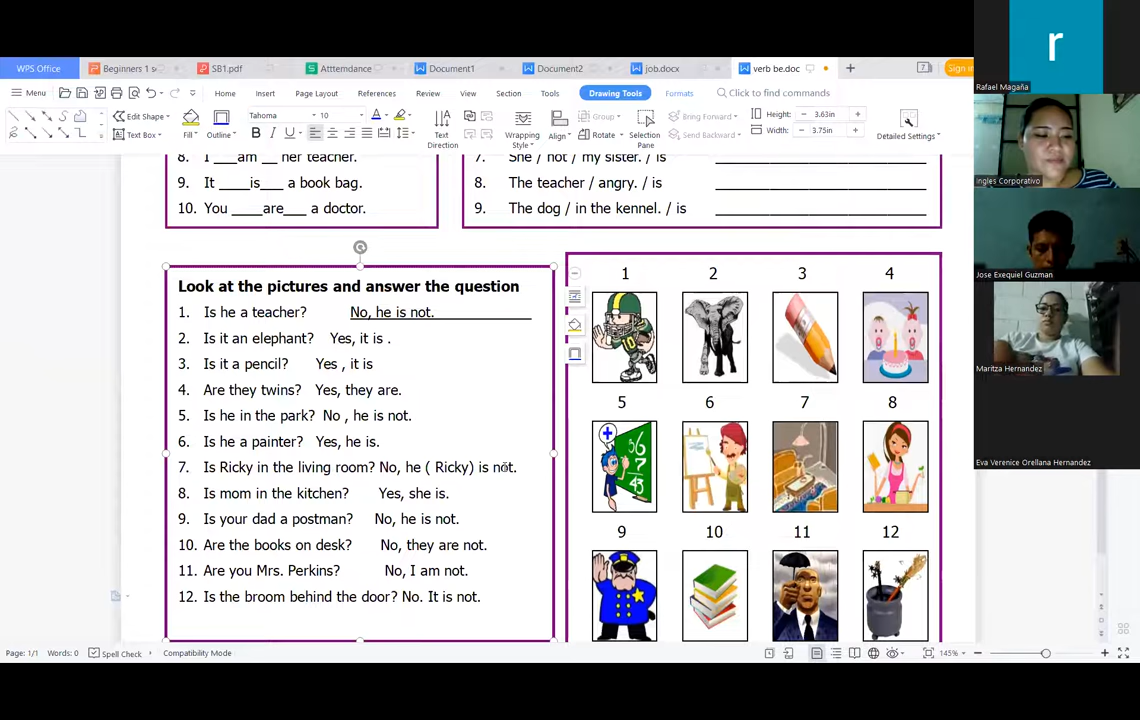 WPS Office
Beginners 1 s
SB1.pdf
Atttemdance
Document1
Document2
job.docx
verb be.doc
7
Sign in
Menu
Home
Insert
Page Layout
References
Review
View
Section
Tools
Drawing Tools
Formats
Click to find commands
Edit Shape
Text Box
Fill
Outline
Tahoma
10
B I U
Text
Direction
Wrapping
Style
Align
Group
Rotate
Selection
Pane
Bring Forward
Send Backward
Height: 3.63in
Width: 3.75in
Detailed Settings
8. I ___am __ her teacher.
9. It ____is___ a book bag.
10. You ____are___ a doctor.
7. She / not / my sister. / is
8. The teacher / angry. / is
9. The dog / in the kennel. / is
Look at the pictures and answer the question
1. Is he a teacher? No, he is not.
2. Is it an elephant? Yes, it is .
3. Is it a pencil? Yes , it is
4. Are they twins? Yes, they are.
5. Is he in the park? No , he is not.
6. Is he a painter? Yes, he is.
7. Is Ricky in the living room? No, he ( Ricky) is not.
8. Is mom in the kitchen? Yes, she is.
9. Is your dad a postman? No, he is not.
10. Are the books on desk? No, they are not.
11. Are you Mrs. Perkins? No, I am not.
12. Is the broom behind the door? No. It is not.
1 2 3 4
10
5 6 7 8
+
56
7
43
9 10 11 12
Page: 1/1
Words: 0
Spell Check
Compatibility Mode
145%
r
Rafael Magaña
Ingles Corporativo
Jose Exequiel Guzman
Maritza Hernandez
Eva Verenice Orellana Hernandez